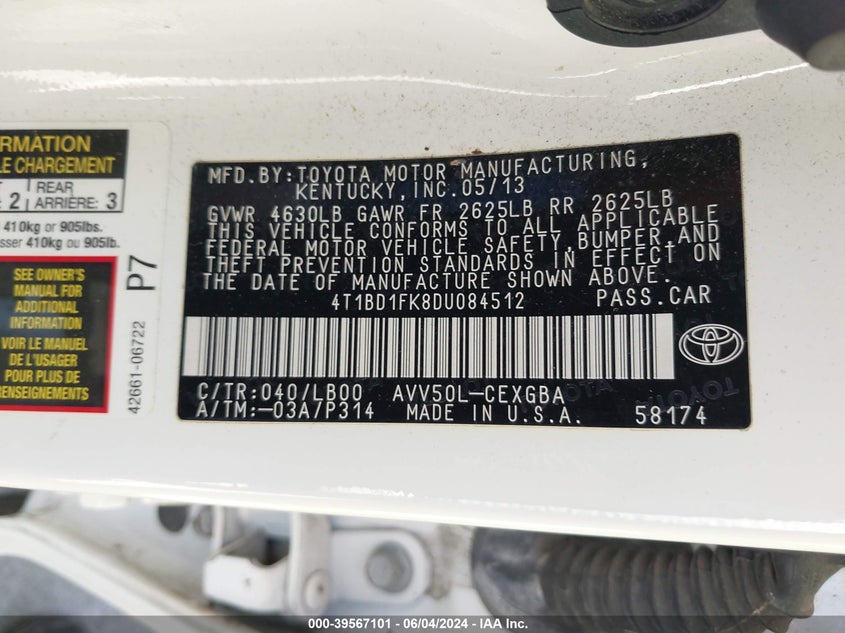 RMATION
LE CHARGEMENT
2 REAR ARRIÈRE: 3
410kg or 905lbs.
sser 410kg ou 905lb.
SEE OWNER'S
MANUAL FOR
ADDITIONAL
INFORMATION
VOIR LE MANUEL
DE L'USAGER
POUR PLUS DE
RENSEIGNEMENTS
P7
42661-06722
MFD.BY:TOYOTA MOTOR MANUFACTURING,
KENTUCKY,INC.05/13
GVWR 4630LB GAWR FR 2625LB RR 2625LB
THIS VEHICLE CONFORMS TO ALL APPLICABLE
FEDERAL MOTOR VEHICLE SAFETY,BUMPER,AND
THEFT PREVENTION STANDARDS IN EFFECT ON
THE DATE OF MANUFACTURE SHOWN ABOVE.
4T1BD1FK8DU084512 PASS.CAR
C/TR:040/LB00 AVV50L-CEXGBA
A/TM:-03A/P314 MADE IN U.S.A. 58174
TOYOTA
000-39567101 - 06/04/2024 - IAA Inc.